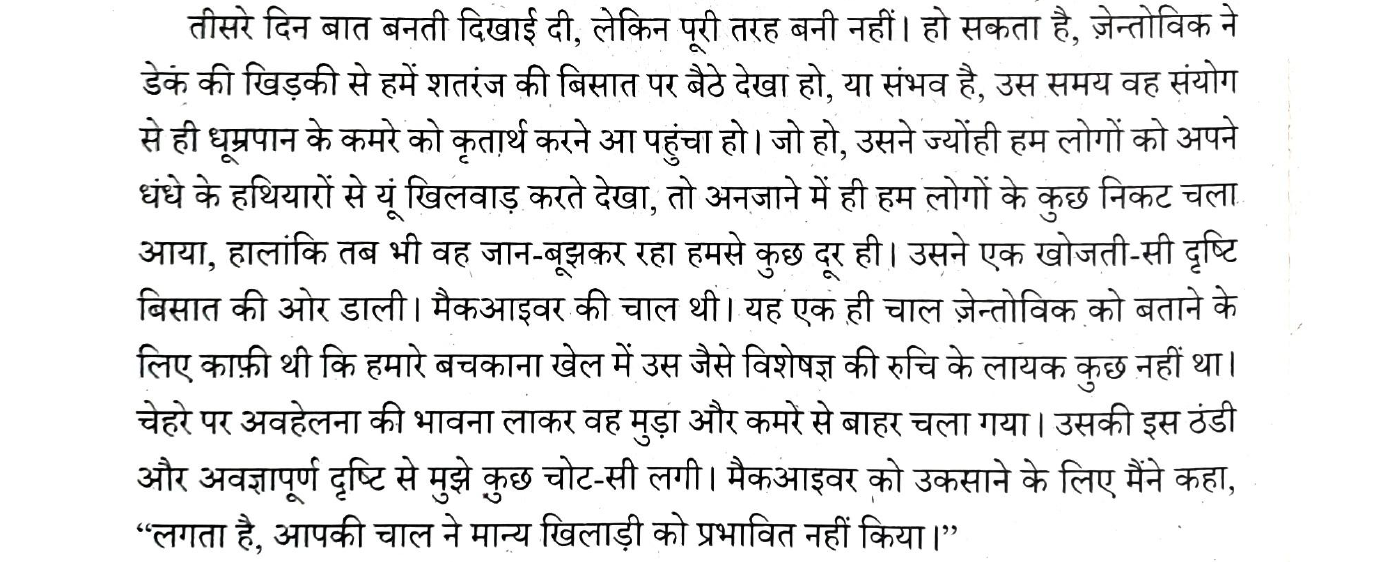 तीसरे दिन बात बनती दिखाई दी, लेकिन पूरी तरह बनी नहीं। हो सकता है, ज़ेन्तोविक ने
डेक की खिड़की से हमें शतरंज की बिसात पर बैठे देखा हो, या संभव है, उस समय वह संयोग
से ही धूम्रपान के कमरे को कृतार्थ करने आ पहुंचा हो। जो हो, उसने ज्योंही हम लोगों को अपने
धंधे के हथियारों से यूं खिलवाड़ करते देखा, तो अनजाने में ही हम लोगों के कुछ निकट चला
आया, हालांकि तब भी वह जान-बूझकर रहा हमसे कुछ दूर ही। उसने एक खोजती-सी दृष्टि
बिसात की ओर डाली। मैकआइवर की चाल थी। यह एक ही चाल ज़ेन्तोविक को बताने के
लिए काफ़ी थी कि हमारे बचकाना खेल में उस जैसे विशेषज्ञ की रुचि के लायक कुछ नहीं था।
चेहरे पर अवहेलना की भावना लाकर वह मुड़ा और कमरे से बाहर चला गया। उसकी इस ठंडी
और अवज्ञापूर्ण दृष्टि से मुझे कुछ चोट-सी लगी। मैकआइवर को उकसाने के लिए मैंने कहा,
“लगता है, आपकी चाल ने मान्य खिलाड़ी को प्रभावित नहीं किया।”